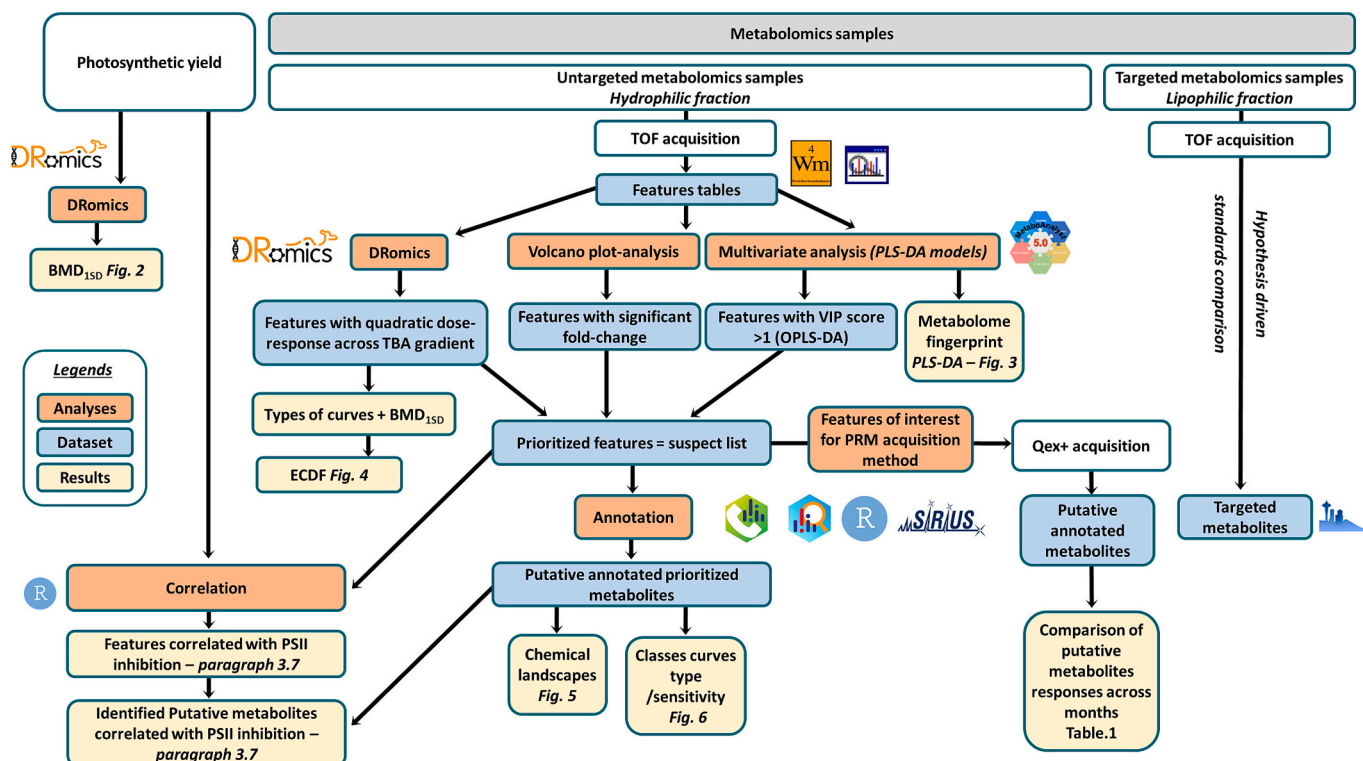 Photosynthetic yield
Metabolomics samples
Untargeted metabolomics samples
Hydrophilic fraction
Targeted metabolomics samples
Lipophilic fraction
TOF acquisition
TOF acquisition
DRomics
4
Wm
DRomics
Features tables
BMD1SD Fig. 2
DRomics
DRomics
Volcano plot-analysis
Multivariate analysis (PLS-DA models)
MetaboAnalyst
5.0
Hypothesis driven
standards comparison
Features with quadratic dose-
response across TBA gradient
Features with significant
fold-change
Features with VIP score
>1 (OPLS-DA)
Metabolome
fingerprint
PLS-DA – Fig. 3
Legends
Analyses
Dataset
Results
Types of curves + BMD1SD
ECDF Fig. 4
Prioritized features = suspect list
Features of interest
for PRM acquisition
method
Qex+ acquisition
Annotation
R
SIRIUS
Putative
annotated
metabolites
Targeted
metabolites
R
Correlation
Putative annotated prioritized
metabolites
Features correlated with PSII
inhibition – paragraph 3.7
Chemical
landscapes
Fig. 5
Classes curves
type
/sensitivity
Fig. 6
Comparison of
putative
metabolites
responses across
months
Table.1
Identified Putative metabolites
correlated with PSII inhibition –
paragraph 3.7